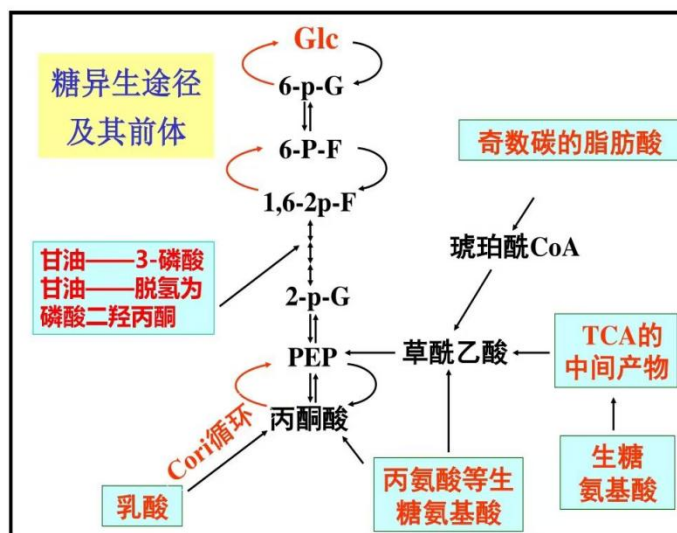 Glc
糖异生途径
及其前体
6-p-G
6-P-F
奇数碳的脂肪酸
1,6-2p-F
琥珀酰CoA
甘油——3-磷酸
甘油——脱氢为
磷酸二羟丙酮
2-p-G
PEP
草酰乙酸
TCA的
中间产物
Cori循环
丙酮酸
乳酸
丙氨酸等生
糖氨基酸
生糖
氨基酸